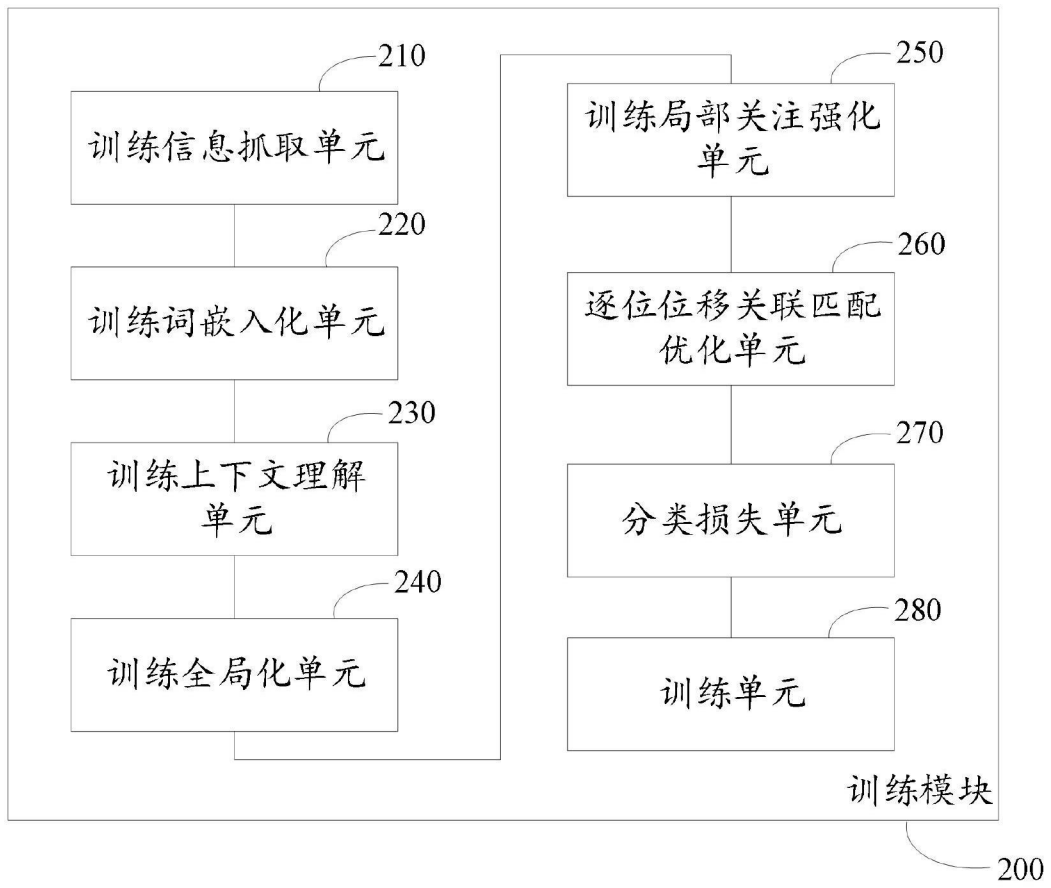 210
训练信息抓取单元
220
训练词嵌入化单元
230
训练上下文理解
单元
240
训练全局化单元
250
训练局部关注强化
单元
260
逐位位移关联匹配
优化单元
270
分类损失单元
280
训练单元
训练模块
200